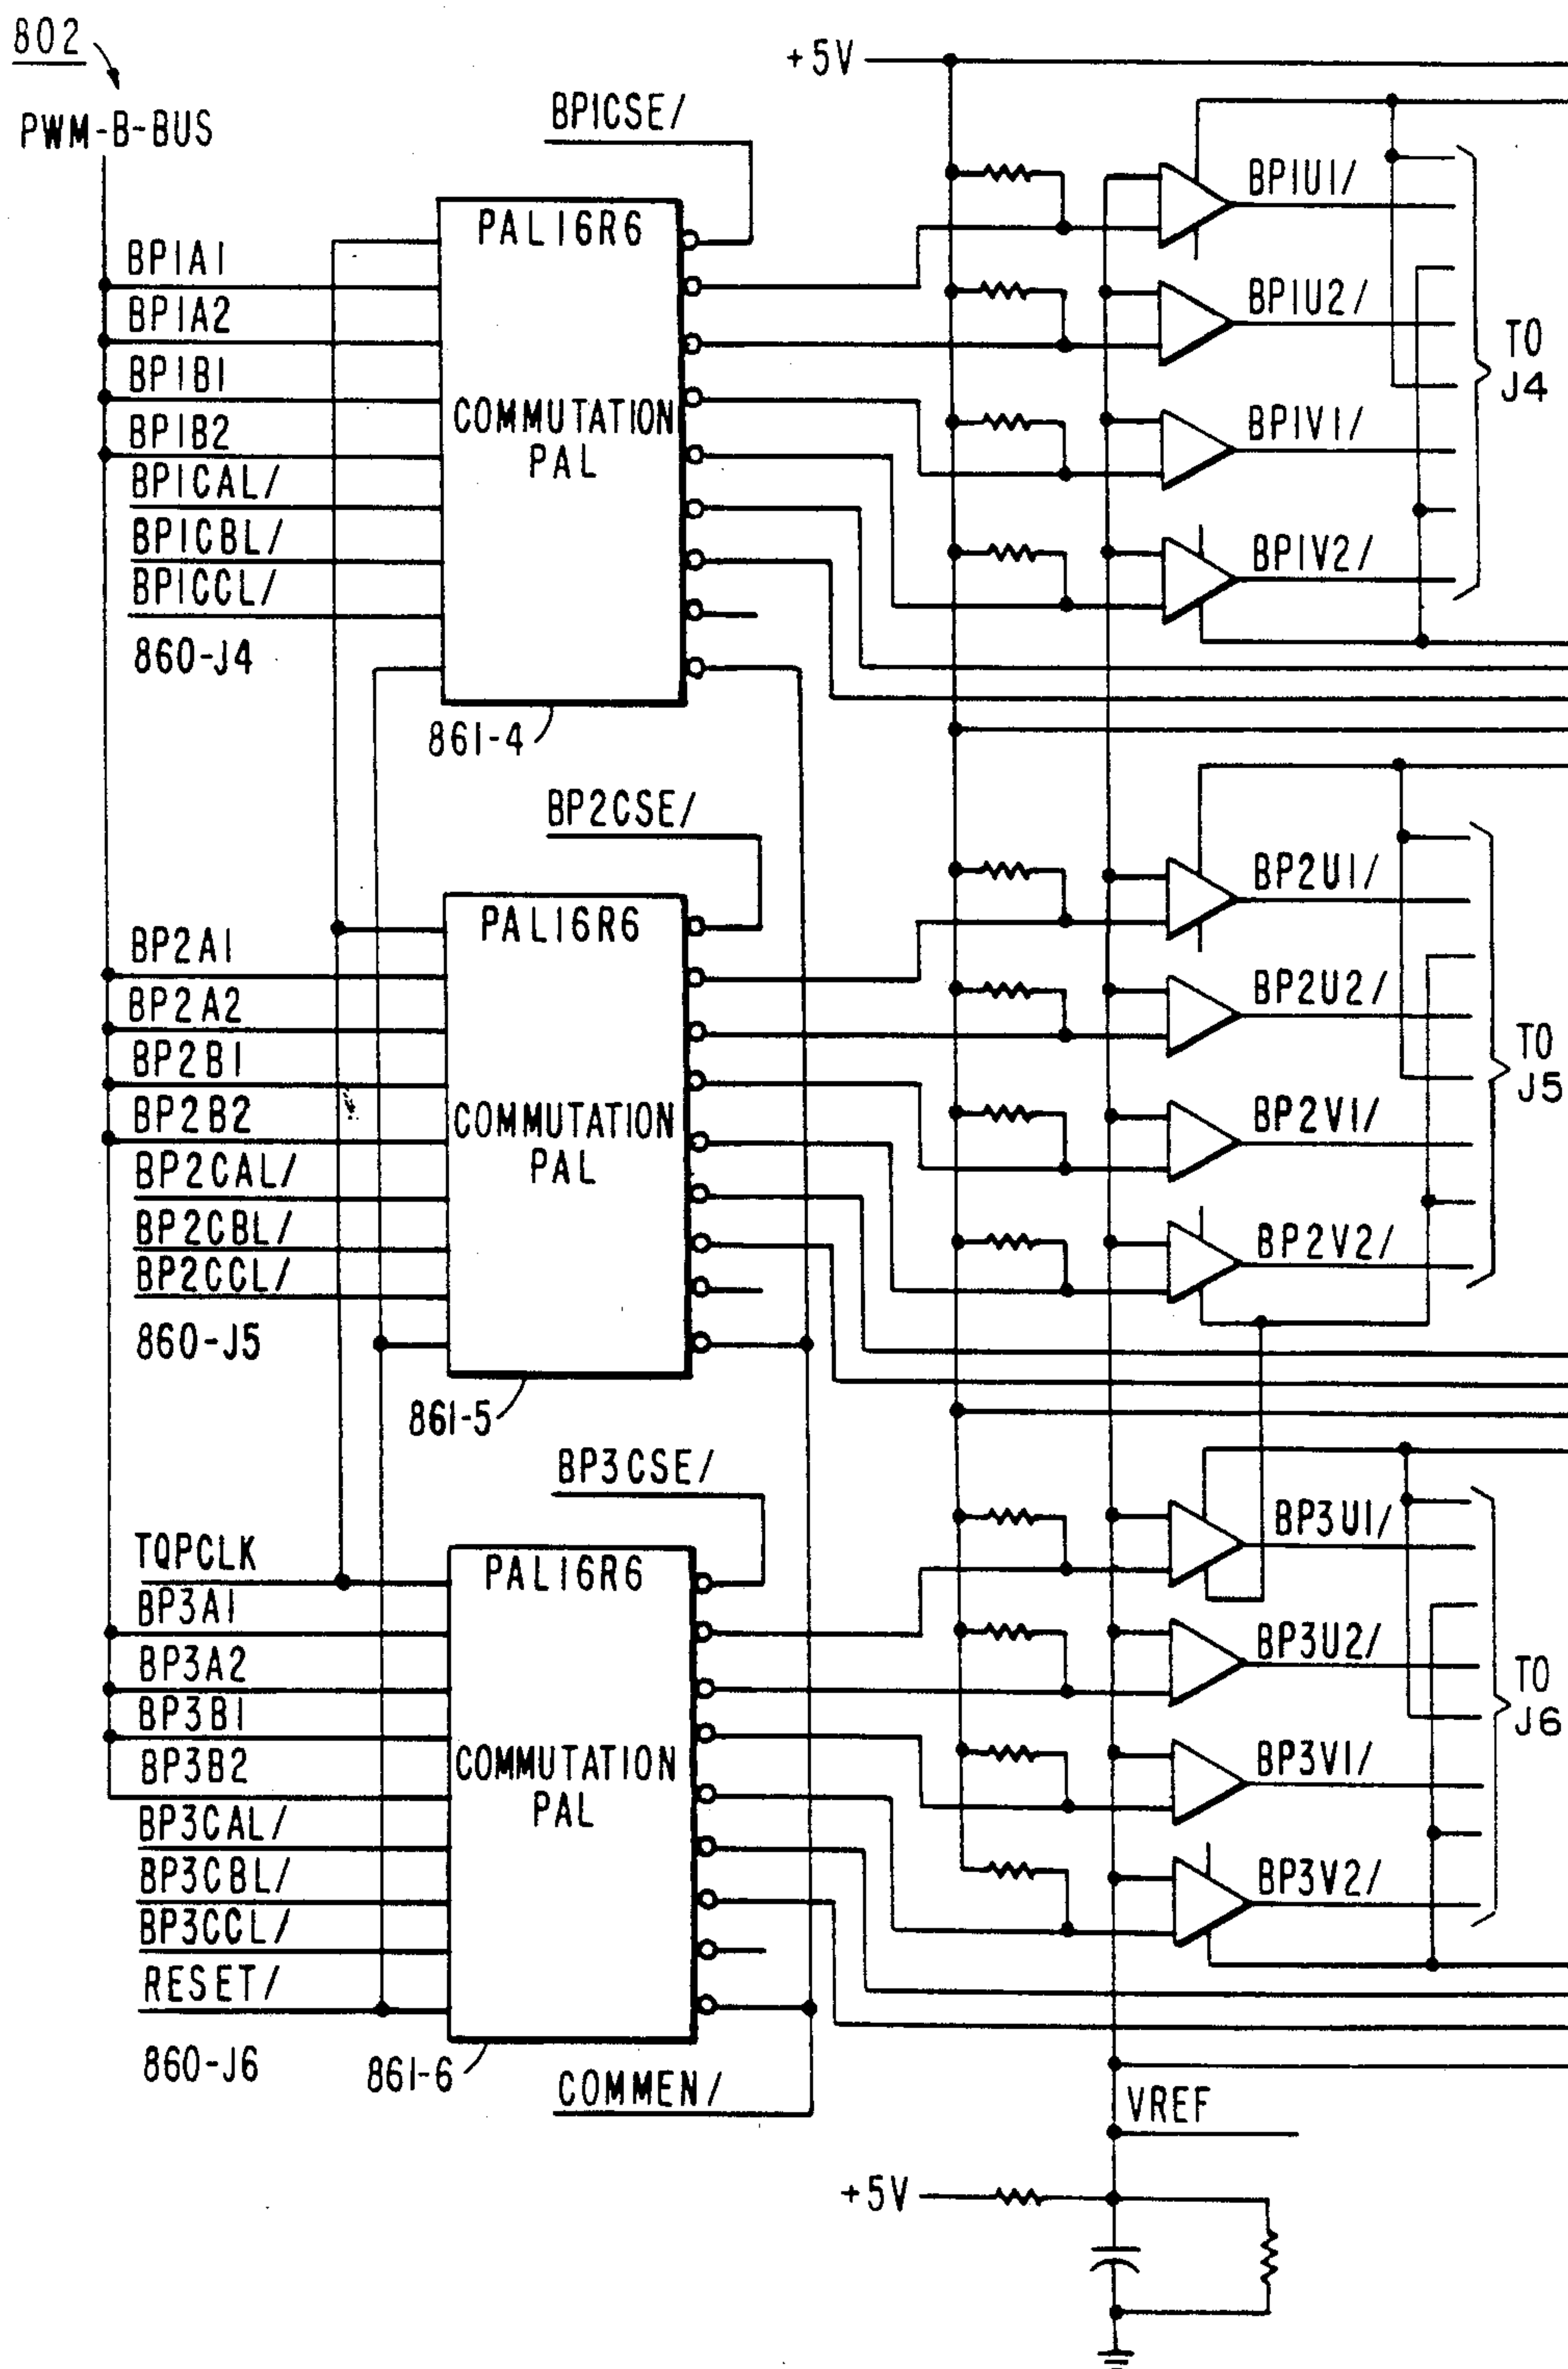 802
PWM-B-BUS
+5V
BP1CSE/
PAL16R6
BP1A1
BP1A2
BP1B1
BP1B2
BP1CAL/
BP1CBL/
BP1CCL/
860-J4
COMMUTATION
PAL
861-4
BP1U1/
BP1U2/
BP1V1/
BP1V2/
TO
J4
BP2CSE/
PAL16R6
BP2A1
BP2A2
BP2B1
BP2B2
BP2CAL/
BP2CBL/
BP2CCL/
860-J5
COMMUTATION
PAL
861-5
BP2U1/
BP2U2/
BP2V1/
BP2V2/
TO
J5
BP3CSE/
PAL16R6
TQPCLK
BP3A1
BP3A2
BP3B1
BP3B2
BP3CAL/
BP3CBL/
BP3CCL/
RESET/
860-J6
COMMUTATION
PAL
861-6
COMMEN/
BP3U1/
BP3U2/
BP3V1/
BP3V2/
TO
J6
VREF
+5V